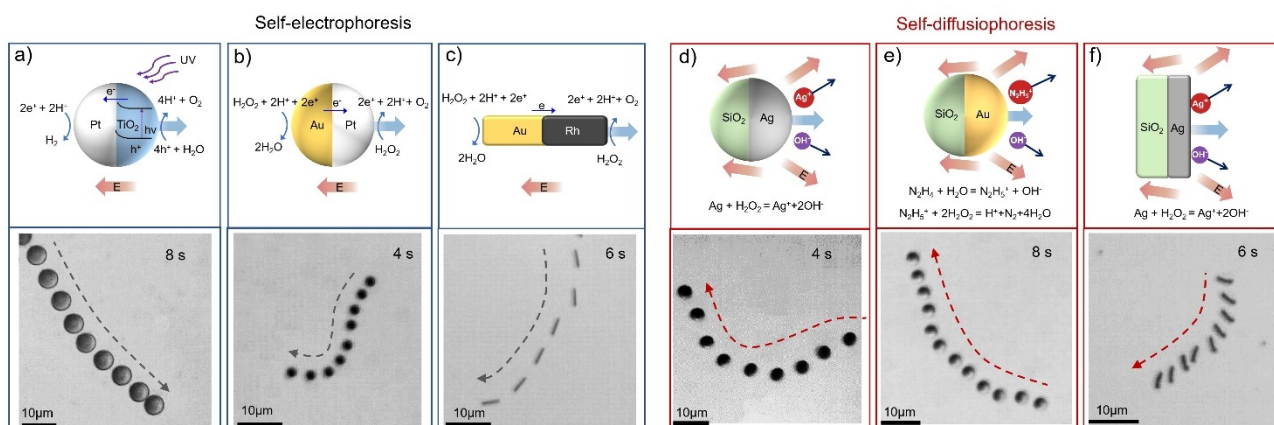 Self-electrophoresis
Self-diffusiophoresis
a)
UV
e⁻
4H⁺ + O₂
2e⁺ + 2H⁻
Pt
TiO₂
hv
H₂
h⁺
4h⁺ + H₂O
E
8 s
10µm
b)
H₂O₂ + 2H⁺ + 2e⁺
e⁻
2e⁺ + 2H⁺+ O₂
Au
Pt
2H₂O
H₂O₂
E
4 s
10µm
c)
H₂O₂ + 2H⁺ + 2e⁺
e
2e⁺ + 2H⁺+ O₂
Au
Rh
2H₂O
H₂O₂
E
6 s
10µm
d)
Ag⁺
SiO₂
Ag
OH⁻
E
Ag + H₂O₂ = Ag⁺+2OH⁻
4 s
10µm
e)
N₂H₅⁺
SiO₂
Au
OH⁻
E
N₂H₄ + H₂O = N₂H₅⁺ + OH⁻
N₂H₅⁺ + 2H₂O₂ = H⁺+N₂+4H₂O
8 s
10µm
f)
SiO₂
Ag
Ag⁺
OH⁻
E
Ag + H₂O₂ = Ag⁺+2OH⁻
6 s
10µm